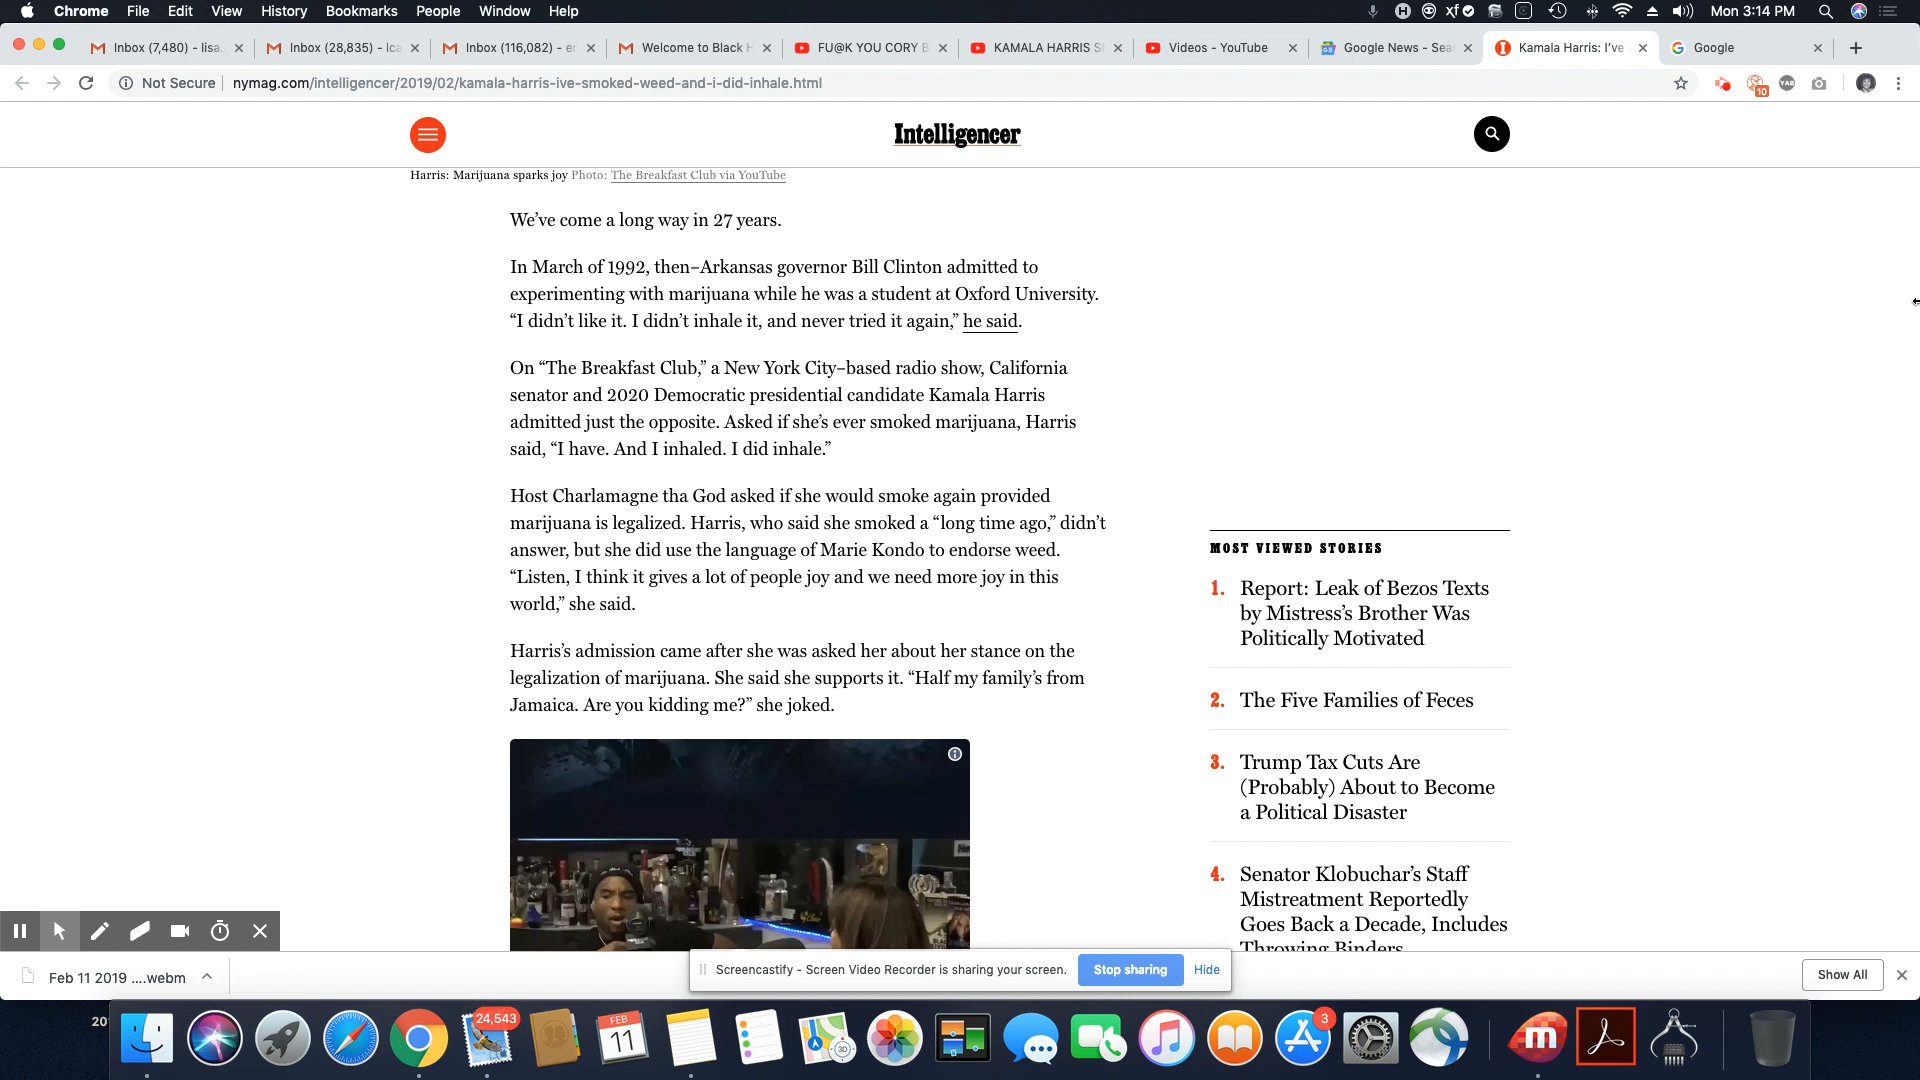 Chrome File Edit View History Bookmarks People Window Help
Mon 3:14 PM
Inbox (7,480) - lisa. Inbox (28,835) - Inbox (116,082) - Welcome to Black H FU@K YOU CORY KAMALA HARRIS Videos - YouTube Google News - Sea Kamala Harris: I've Google
Not Secure nymag.com/intelligencer/2019/02/kamala-harris-ive-smoked-weed-and-i-did-inhale.html
10
Intelligencer
Harris: Marijuana sparks joy Photo: The Breakfast Club via YouTube
We’ve come a long way in 27 years.
In March of 1992, then–Arkansas governor Bill Clinton admitted to
experimenting with marijuana while he was a student at Oxford University.
“I didn’t like it. I didn’t inhale it, and never tried it again,” he said.
On “The Breakfast Club,” a New York City–based radio show, California
senator and 2020 Democratic presidential candidate Kamala Harris
admitted just the opposite. Asked if she’s ever smoked marijuana, Harris
said, “I have. And I inhaled. I did inhale.”
Host Charlamagne tha God asked if she would smoke again provided
marijuana is legalized. Harris, who said she smoked a “long time ago,” didn’t
answer, but she did use the language of Marie Kondo to endorse weed.
“Listen, I think it gives a lot of people joy and we need more joy in this
world,” she said.
Harris’s admission came after she was asked her about her stance on the
legalization of marijuana. She said she supports it. “Half my family’s from
Jamaica. Are you kidding me?” she joked.
MOST VIEWED STORIES
1. Report: Leak of Bezos Texts
by Mistress’s Brother Was
Politically Motivated
2. The Five Families of Feces
3. Trump Tax Cuts Are
(Probably) About to Become
a Political Disaster
4. Senator Klobuchar’s Staff
Mistreatment Reportedly
Goes Back a Decade, Includes
Throwing Binders
Screencastify - Screen Video Recorder is sharing your screen. Stop sharing Hide
Feb 11 2019 ....webm
Show All
20
24,543
FEB
11
3D
3